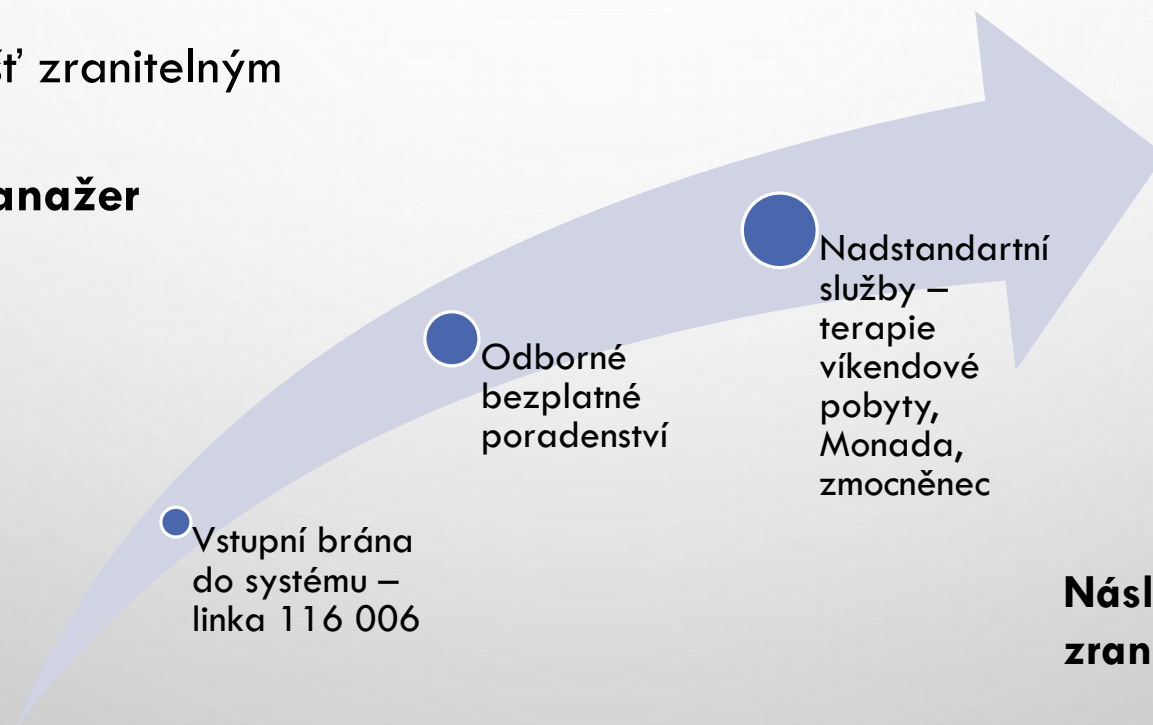 šť zranitelným
anažer
Nadstandartní
služby –
terapie
víkendové
pobyty,
Monada,
zmocněnec
Odborné
bezplatné
poradenství
Vstupní brána
do systému –
linka 116 006
Násl
zran